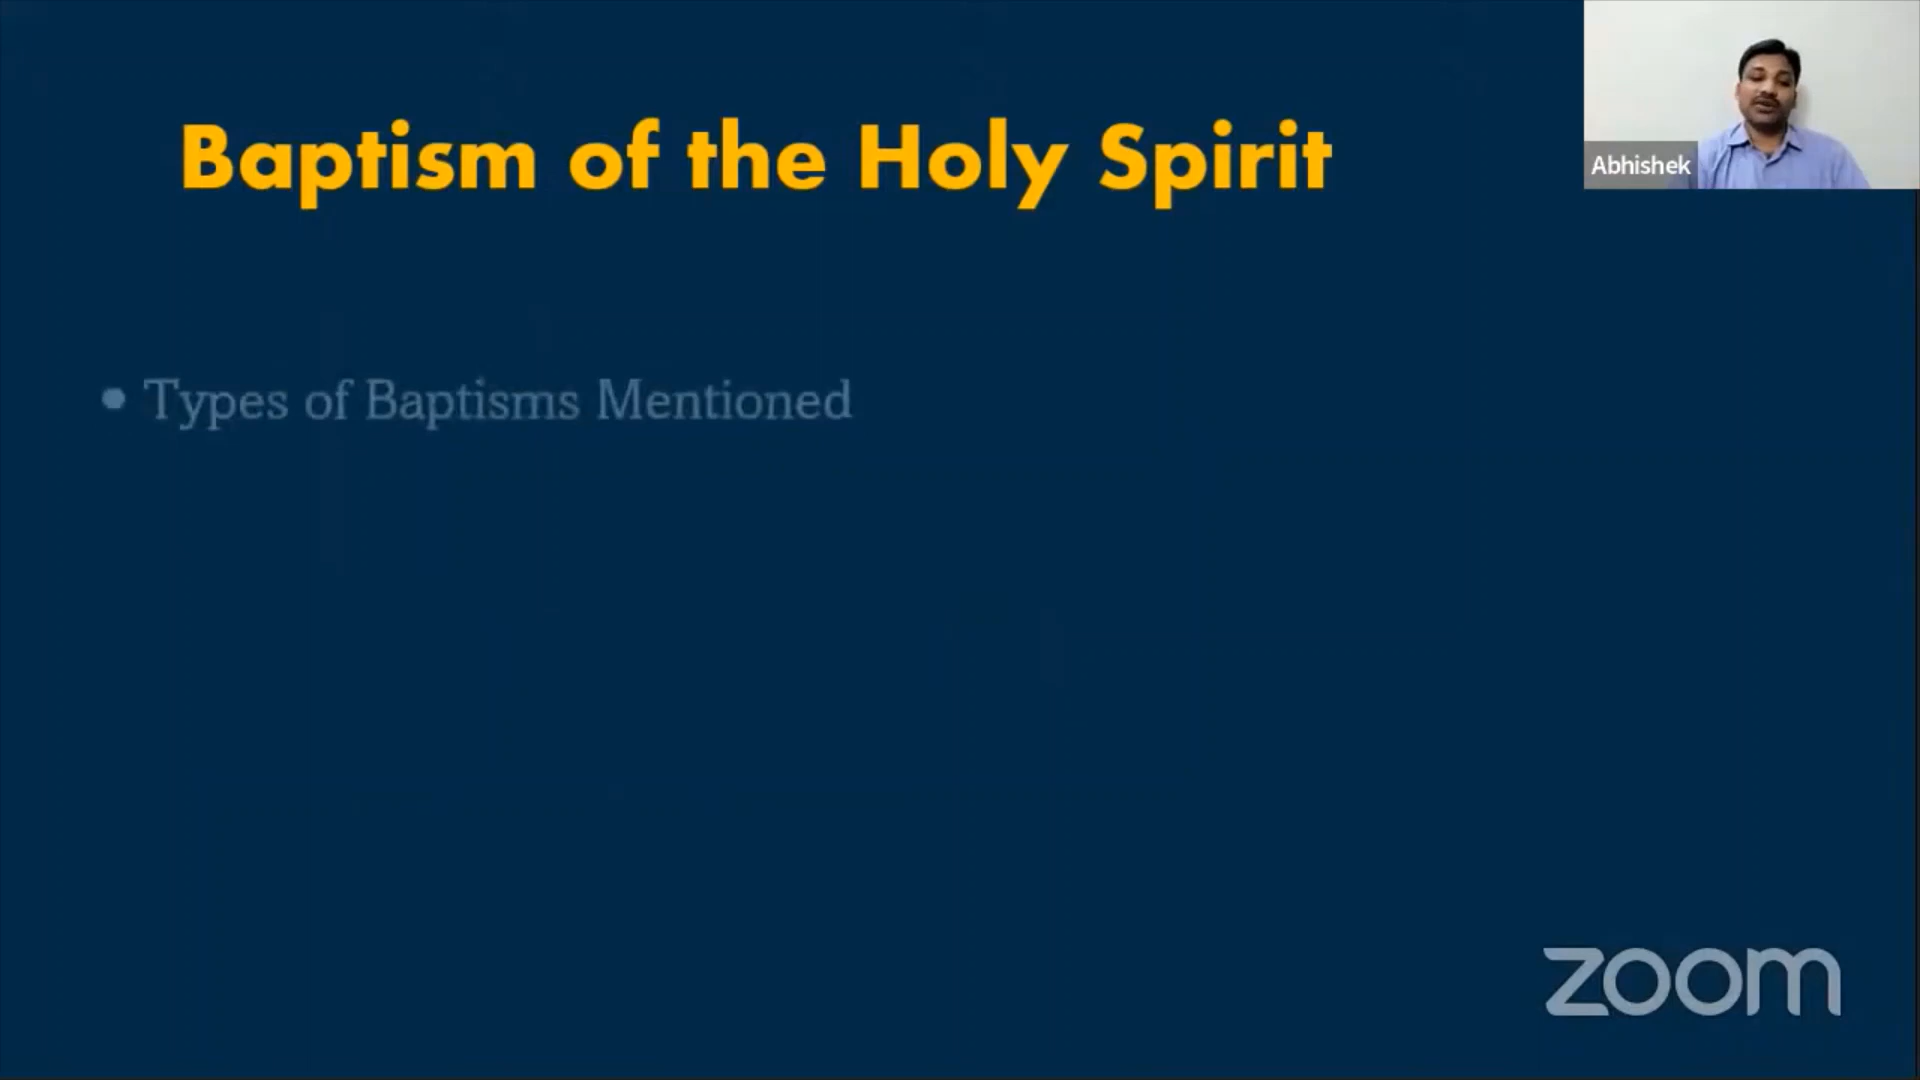 Baptism of the Holy Spirit
Abhishek
• Types of Baptisms Mentioned
zoom